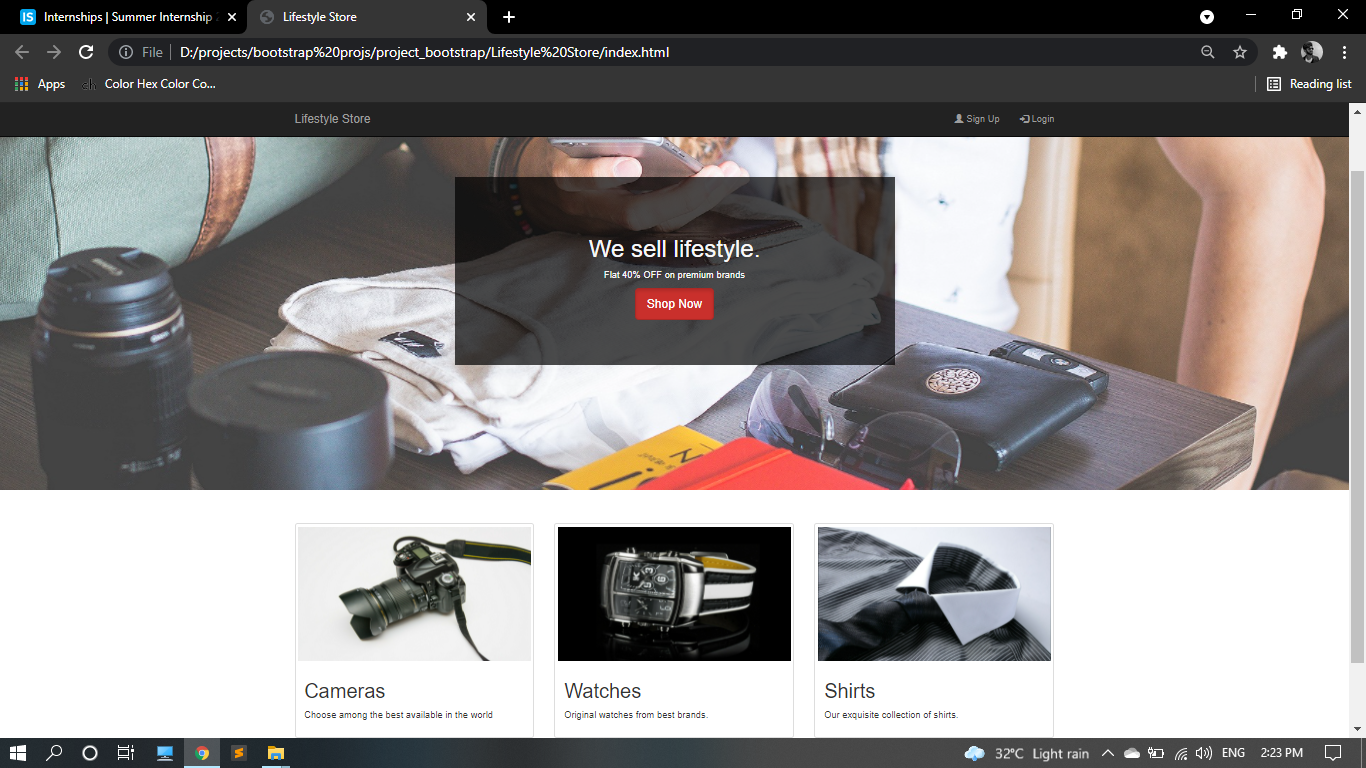 IS Internships | Summer Internship
Lifestyle Store
File
D:/projects/bootstrap%20projs/project_bootstrap/Lifestyle%20Store/index.html
Apps
ch Color Hex Color Co...
Reading list
Lifestyle Store
Sign Up
Login
We sell lifestyle.
Flat 40% OFF on premium brands
Shop Now
Cameras
Choose among the best available in the world
Watches
Original watches from best brands.
Shirts
Our exquisite collection of shirts.
32°C Light rain
ENG
2:23 PM